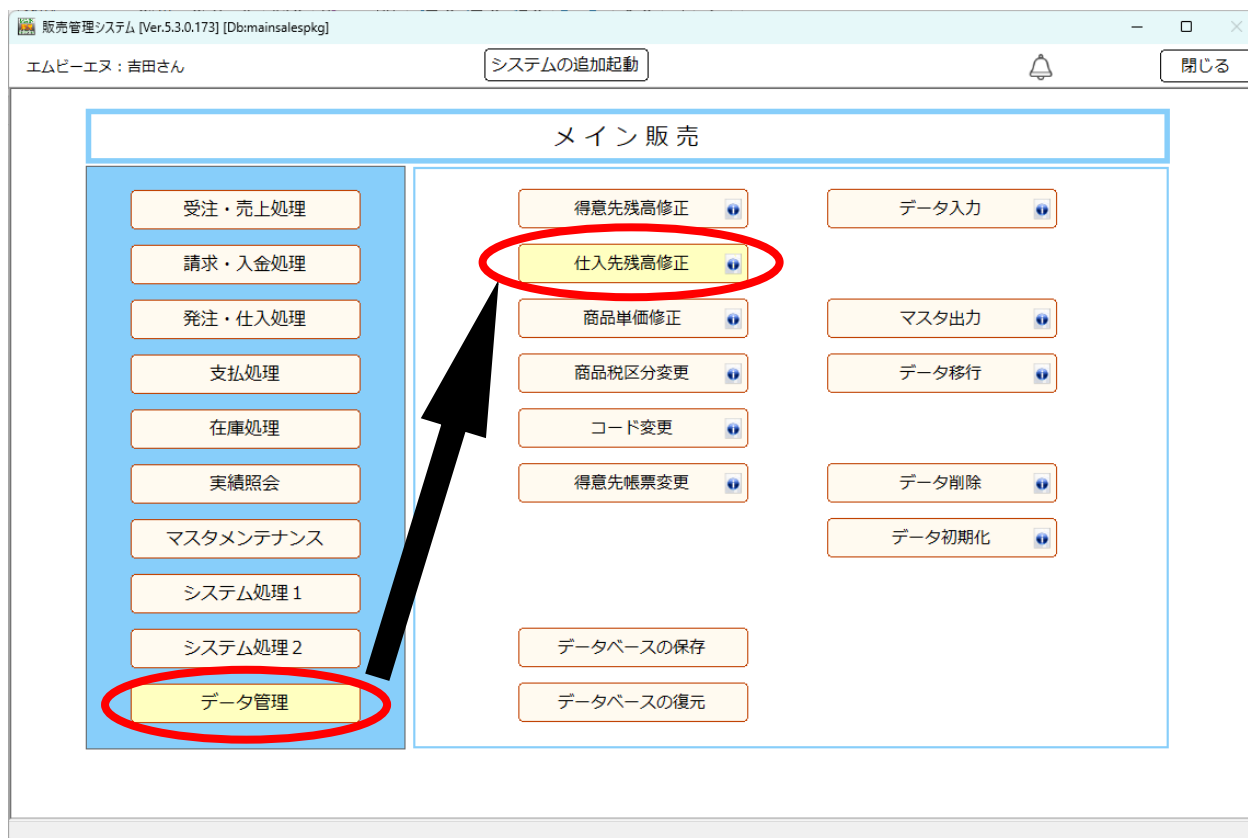 販売管理システム [Ver.5.3.0.173] [Db:mainsalespkg]
エムビーエヌ：吉田さん
システムの追加起動
閉じる
メイン販売
受注・売上処理
請求・入金処理
発注・仕入処理
支払処理
在庫処理
実績照会
マスタメンテナンス
システム処理１
システム処理２
データ管理
得意先残高修正
仕入先残高修正
商品単価修正
商品税区分変更
コード変更
得意先帳票変更
データベースの保存
データベースの復元
データ入力
マスタ出力
データ移行
データ削除
データ初期化